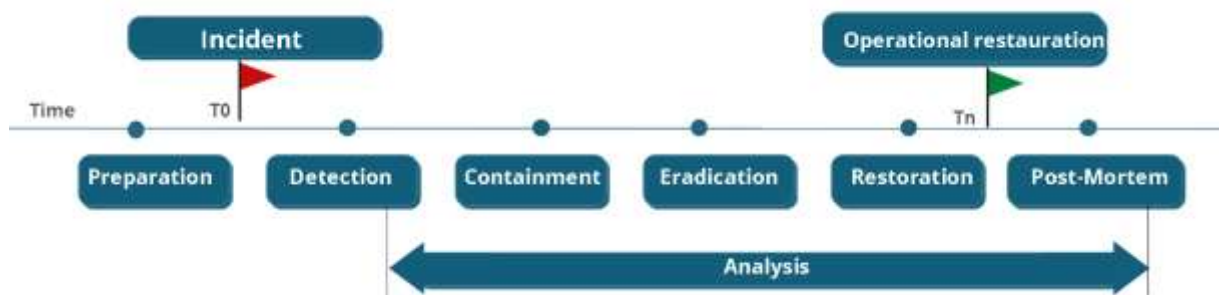 Incident
Operational restauration
Time
T0
Tn
Preparation
Detection
Containment
Eradication
Restoration
Post-Mortem
Analysis